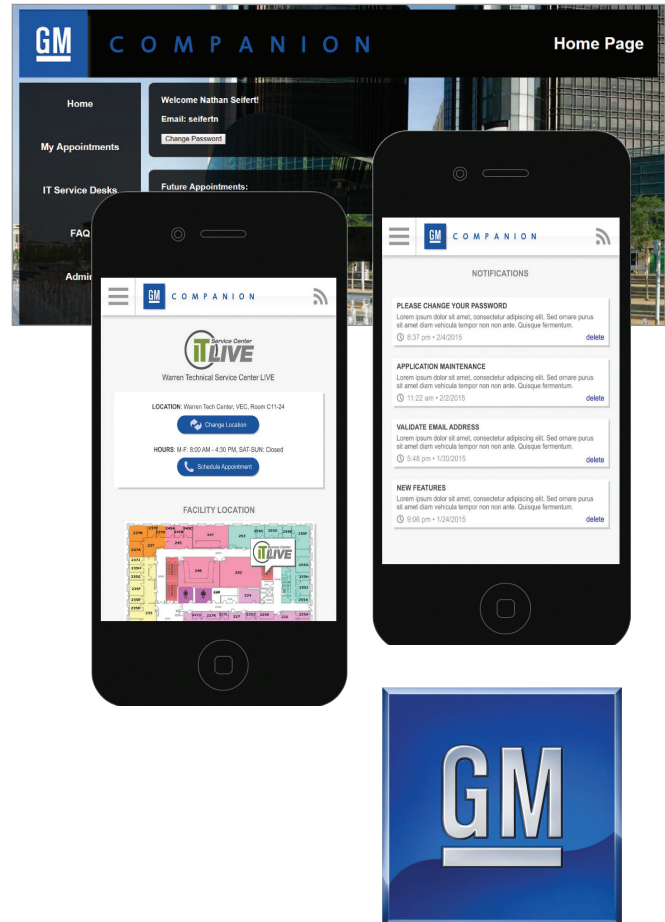 GM COMPANION Home Page
Home
My Appointments
IT Service Desks
FAQ
Welcome Nathan Seifert!
Email: seifertn
Change Password
Future Appointments:
GM COMPANION
Service Center
IT LIVE
Warren Technical Service Center LIVE
LOCATION: Warren Tech Center, VEC, Room C11-24
Change Location
HOURS: M-F: 8:00 AM - 4:30 PM, SAT-SUN: Closed
Schedule Appointment
FACILITY LOCATION
Service Center
IT LIVE
GM COMPANION
NOTIFICATIONS
PLEASE CHANGE YOUR PASSWORD
Lorem ipsum dolor sit amet, consectetur adipiscing elit. Sed ornare purus
sit amet diam vehicula tempor non non ante. Quisque fermentum.
8:37 pm • 2/4/2015 delete
APPLICATION MAINTENANCE
Lorem ipsum dolor sit amet, consectetur adipiscing elit. Sed ornare purus
sit amet diam vehicula tempor non non ante. Quisque fermentum.
11:22 am • 2/2/2015 delete
VALIDATE EMAIL ADDRESS
Lorem ipsum dolor sit amet, consectetur adipiscing elit. Sed ornare purus
sit amet diam vehicula tempor non non ante. Quisque fermentum.
5:48 pm • 1/30/2015 delete
NEW FEATURES
Lorem ipsum dolor sit amet, consectetur adipiscing elit. Sed ornare purus
sit amet diam vehicula tempor non non ante. Quisque fermentum.
9:06 pm • 1/24/2015 delete
GM